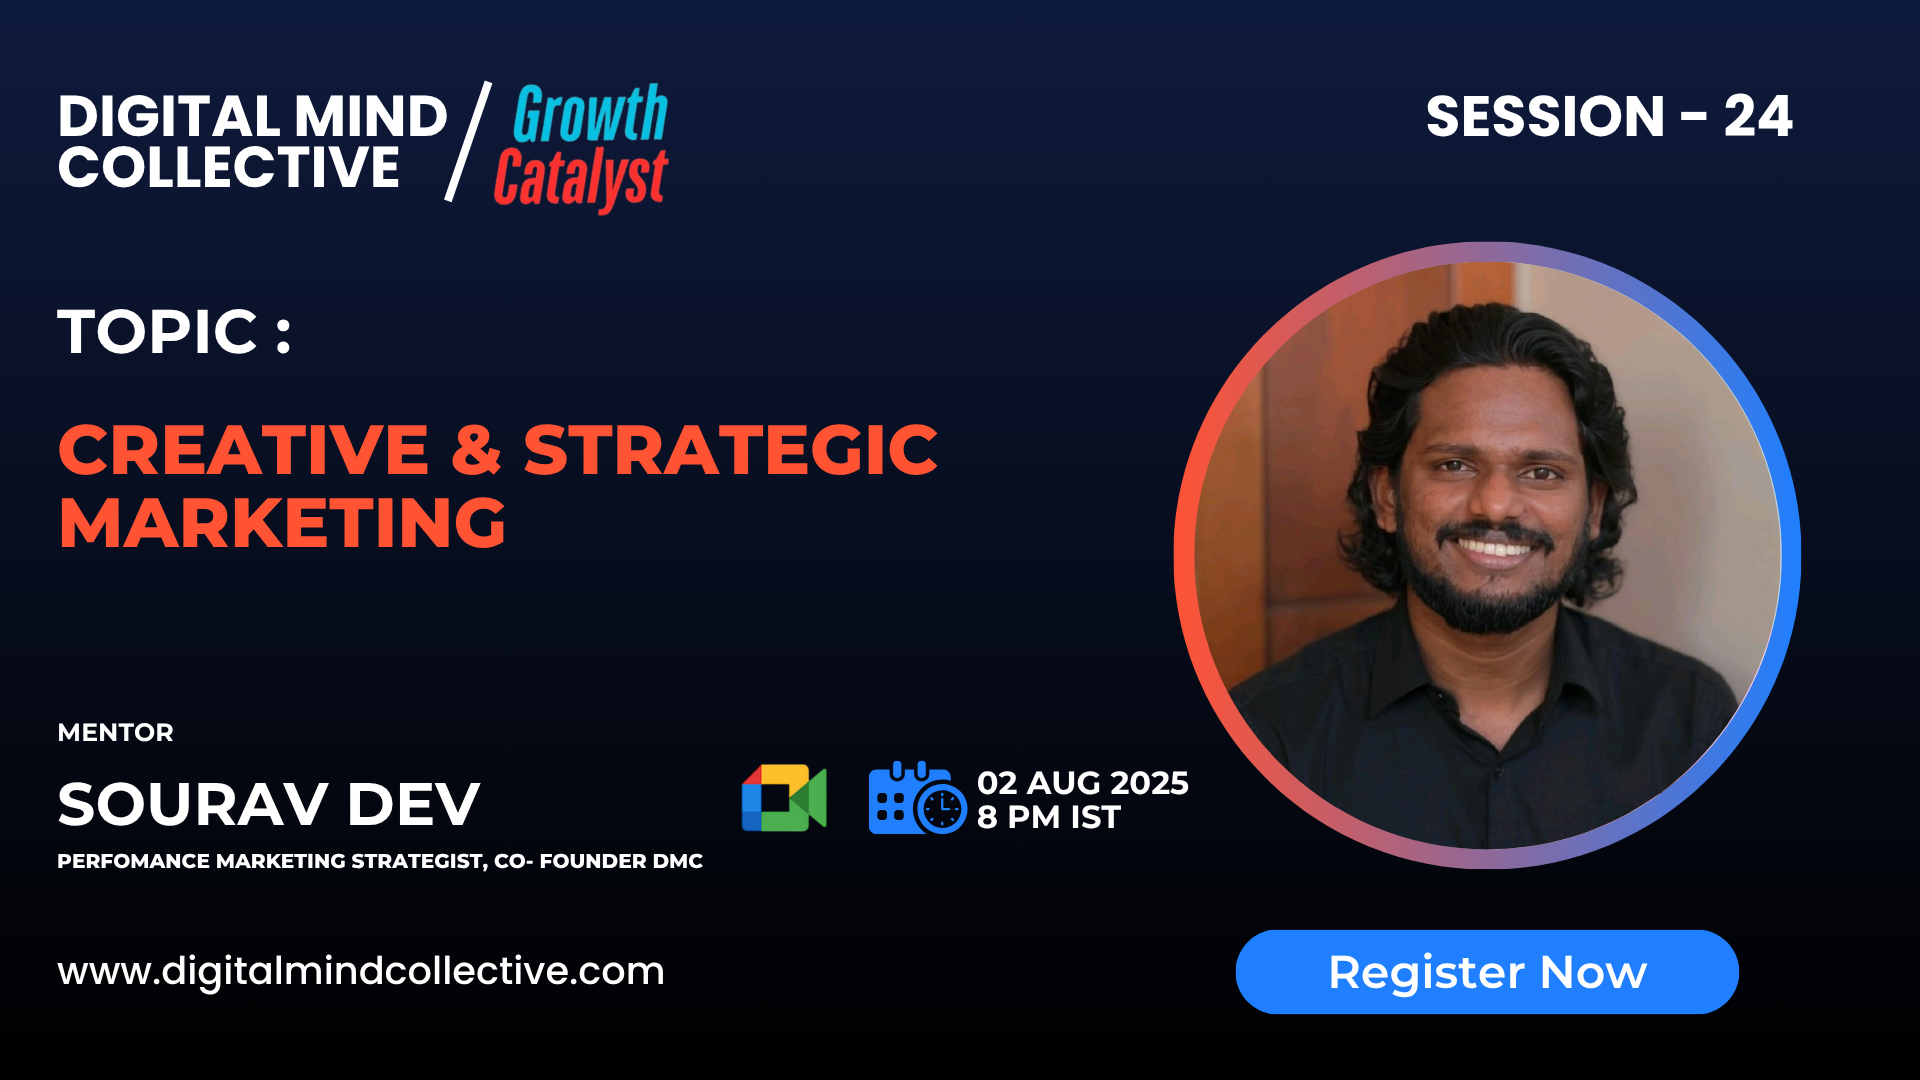 DIGITAL MIND
COLLECTIVE
Growth
Catalyst
SESSION - 24
TOPIC :
CREATIVE & STRATEGIC
MARKETING
MENTOR
SOURAV DEV
PERFOMANCE MARKETING STRATEGIST, CO- FOUNDER DMC
02 AUG 2025
8 PM IST
www.digitalmindcollective.com
Register Now